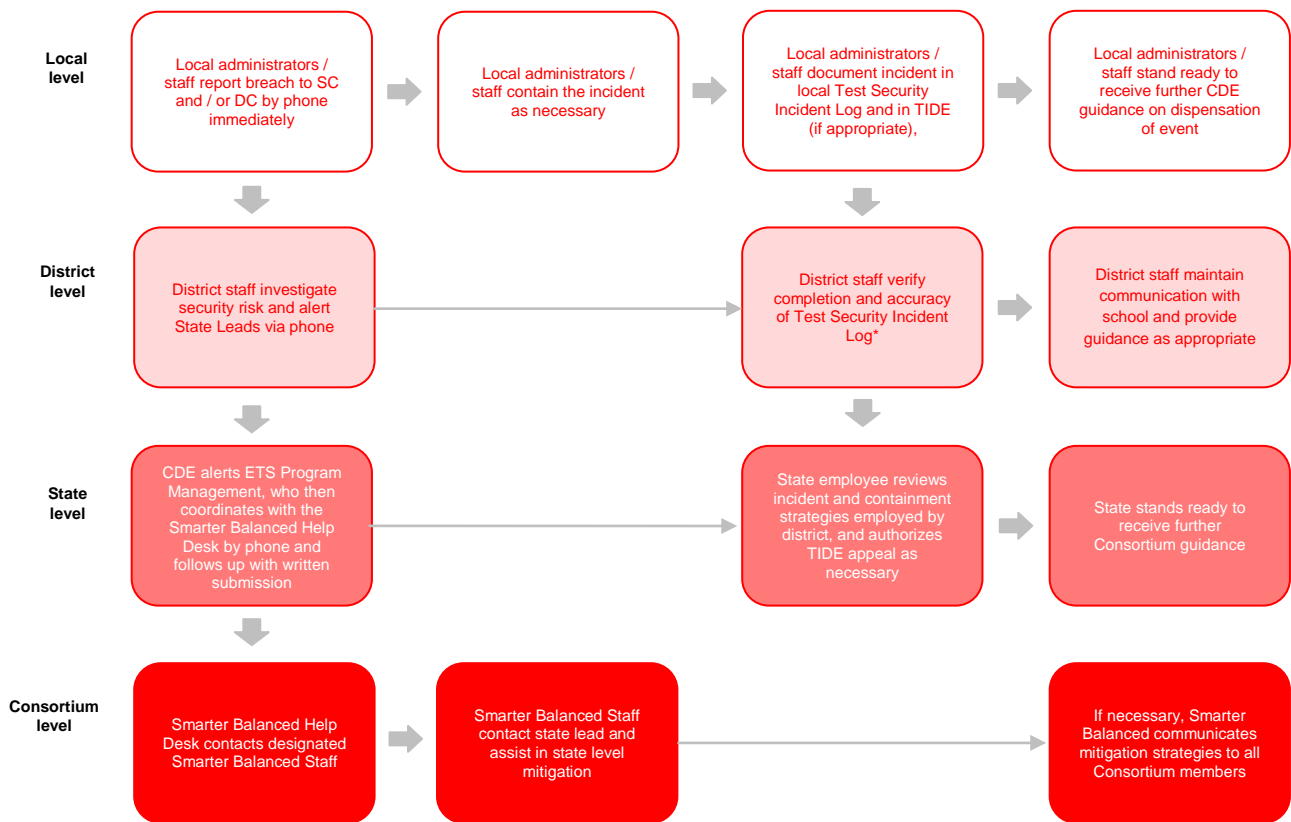 Local
level
Local administrators /
staff report breach to SC
and / or DC by phone
immediately
Local administrators /
staff contain the incident
as necessary
Local administrators /
staff document incident in
local Test Security
Incident Log and in TIDE
(if appropriate),
Local administrators /
staff stand ready to
receive further CDE
guidance on dispensation
of event
District
level
District staff investigate
security risk and alert
State Leads via phone
District staff verify
completion and accuracy
of Test Security Incident
Log*
District staff maintain
communication with
school and provide
guidance as appropriate
State
level
CDE alerts ETS Program
Management, who then
coordinates with the
Smarter Balanced Help
Desk by phone and
follows up with written
submission
State employee reviews
incident and containment
strategies employed by
district, and authorizes
TIDE appeal as
necessary
State stands ready to
receive further
Consortium guidance
Consortium
level
Smarter Balanced Help
Desk contacts designated
Smarter Balanced Staff
Smarter Balanced Staff
contact state lead and
assist in state level
mitigation
If necessary, Smarter
Balanced communicates
mitigation strategies to all
Consortium members